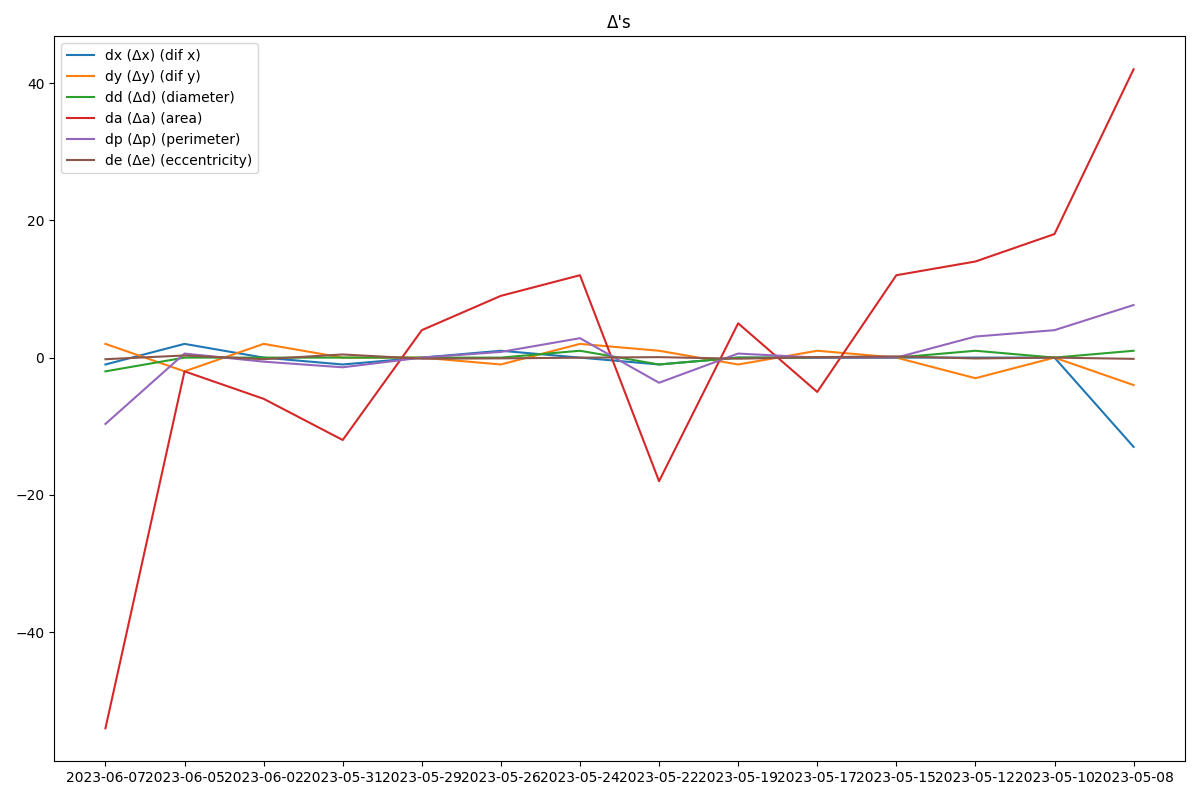 Δ's
dx (Δx) (dif x)
dy (Δy) (dif y)
dd (Δd) (diameter)
da (Δa) (area)
dp (Δp) (perimeter)
de (Δe) (eccentricity)
40
20
0
−20
−40
2023-06-07 2023-06-05 2023-06-02 2023-05-31 2023-05-29 2023-05-26 2023-05-24 2023-05-22 2023-05-19 2023-05-17 2023-05-15 2023-05-12 2023-05-10 2023-05-08